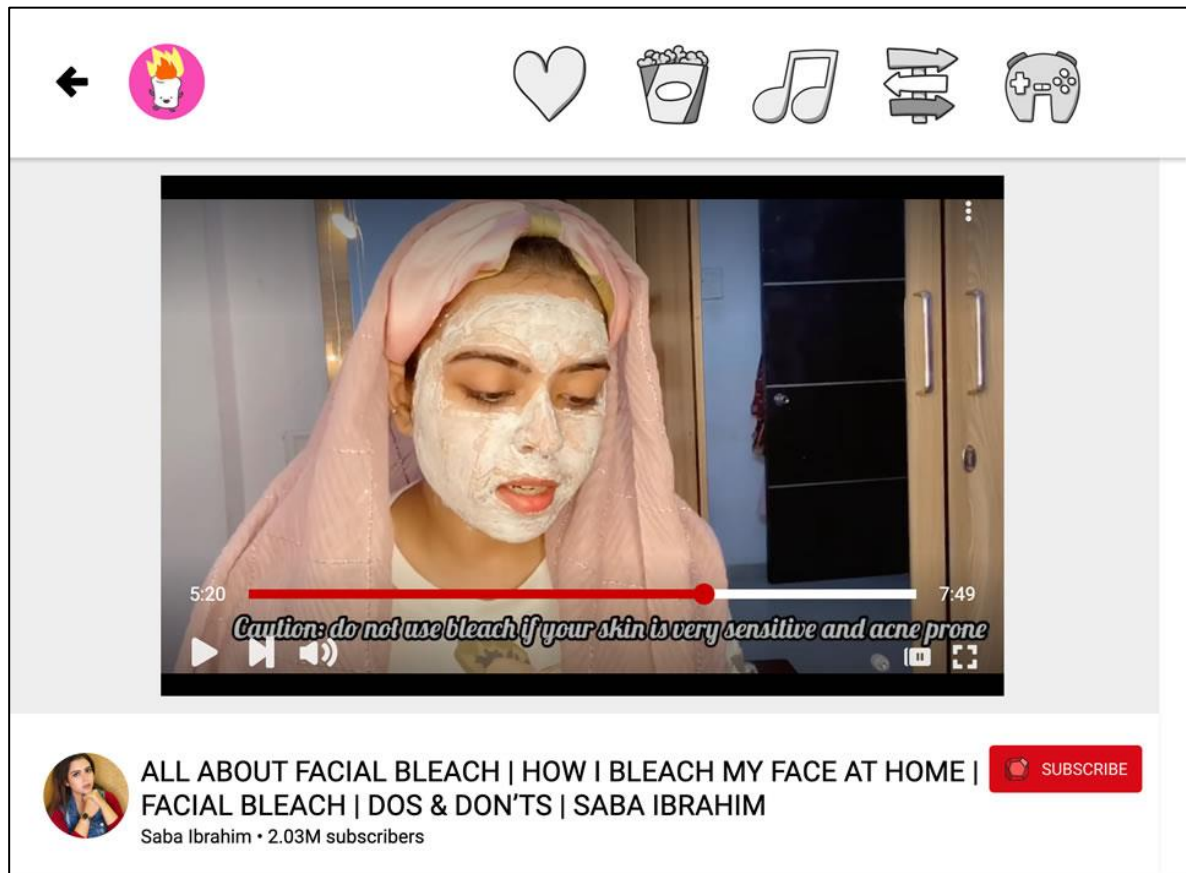 5:20
7:49
Caution: do not use bleach if your skin is very sensitive and acne prone
ALL ABOUT FACIAL BLEACH | HOW I BLEACH MY FACE AT HOME |
FACIAL BLEACH | DOS & DON’TS | SABA IBRAHIM
SUBSCRIBE
Saba Ibrahim • 2.03M subscribers